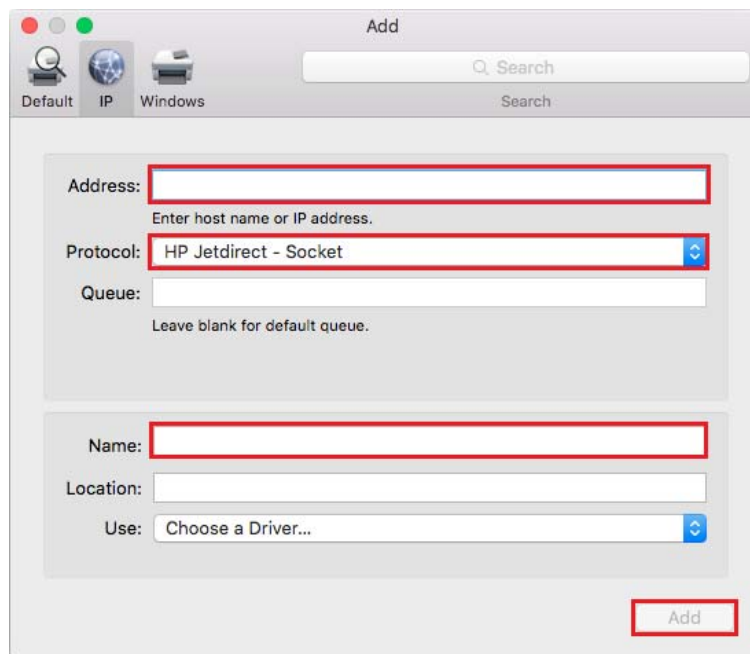 Add
Search
Default IP Windows Search
Address:
Enter host name or IP address.
Protocol: HP Jetdirect - Socket
Queue:
Leave blank for default queue.
Name:
Location:
Use: Choose a Driver...
Add